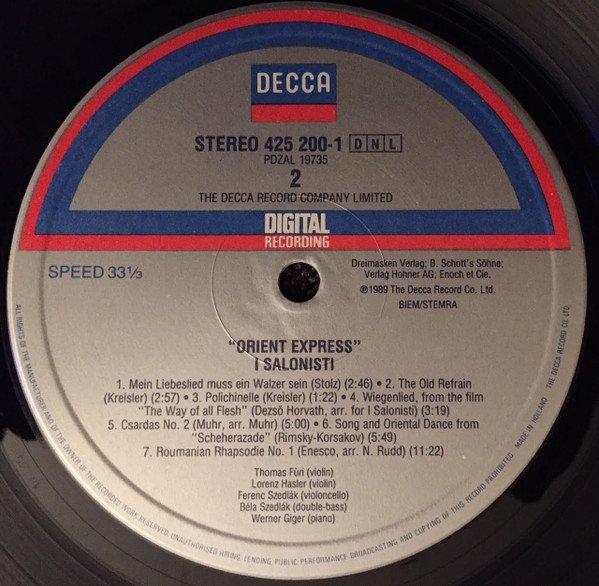 DECCA
STEREO 425 200-1 DNL
PDZAL 19735
2
THE DECCA RECORD COMPANY LIMITED
DIGITAL
RECORDING
SPEED 33⅓
Dreimasken Verlag; B. Schott's Söhne;
Verlag Hohner AG; Enoch et Cie.
℗1989 The Decca Record Co. Ltd.
BIEM/STEMRA
"ORIENT EXPRESS"
I SALONISTI
1. Mein Liebeslied muss ein Walzer sein (Stolz) (2:46) • 2. The Old Refrain
(Kreisler) (2:57) • 3. Polichinelle (Kreisler) (1:22) • 4. Wiegenlied, from the film
"The Way of all Flesh" (Dezsö Horvath, arr. for I Salonisti) (3:19)
5. Csardas No. 2 (Muhr, arr. Muhr) (5:00) • 6. Song and Oriental Dance from
"Scheherazade" (Rimsky-Korsakov) (5:49)
7. Roumanian Rhapsodie No. 1 (Enesco, arr. N. Rudd) (11:22)
Thomas Füri (violin)
Lorenz Hasler (violin)
Ferenc Szedlák (violoncello)
Béla Szedlák (double-bass)
Werner Giger (piano)
ALL RIGHTS OF THE MANUFACTURER AND OF THE OWNER OF THE RECORDED WORK RESERVED. UNAUTHORISED HIRING, LENDING, PUBLIC PERFORMANCE, BROADCASTING AND COPYING OF THIS RECORD PROHIBITED. MADE IN HOLLAND. THE DECCA RECORD CO. LTD.